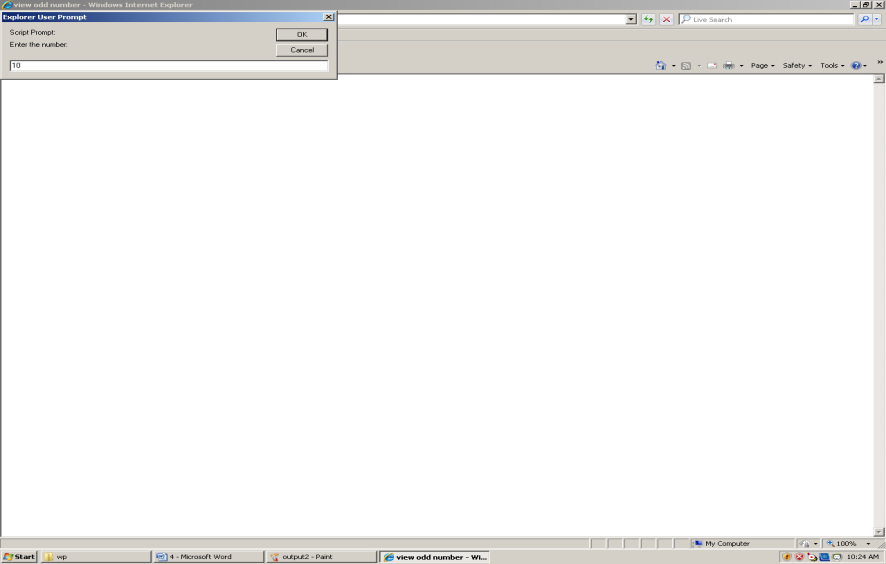 view odd number - Windows Internet Explorer
Explorer User Prompt
Script Prompt:
OK
Enter the number:
Cancel
10
Live Search
Page
Safety
Tools
My Computer
100%
Start
wp
4 - Microsoft Word
output2 - Paint
view odd number - Wi...
10:24 AM